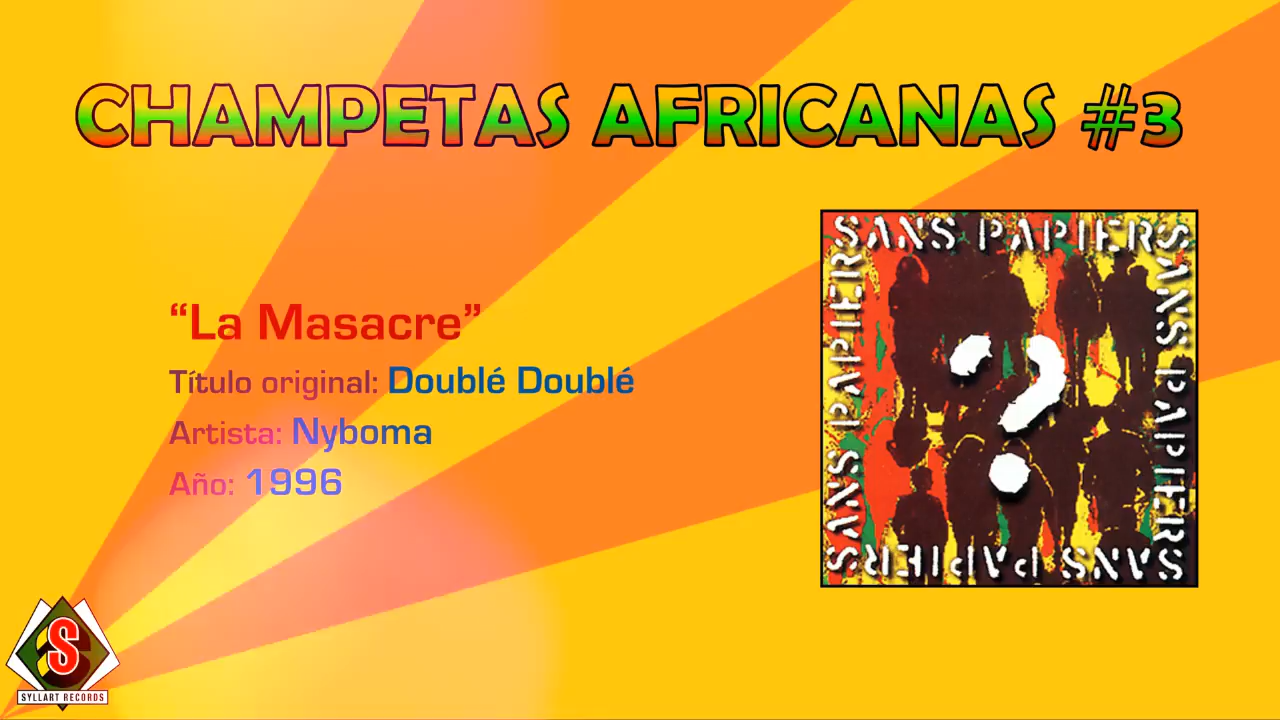 CHAMPETAS AFRICANAS #3
SANS PAPIERS
SANS PAPIERS
SANS PAPIERS
SANS PAPIERS
“La Masacre”
Título original: Doublé Doublé
Artista: Nyboma
Año: 1996
S
SYLLART RECORDS